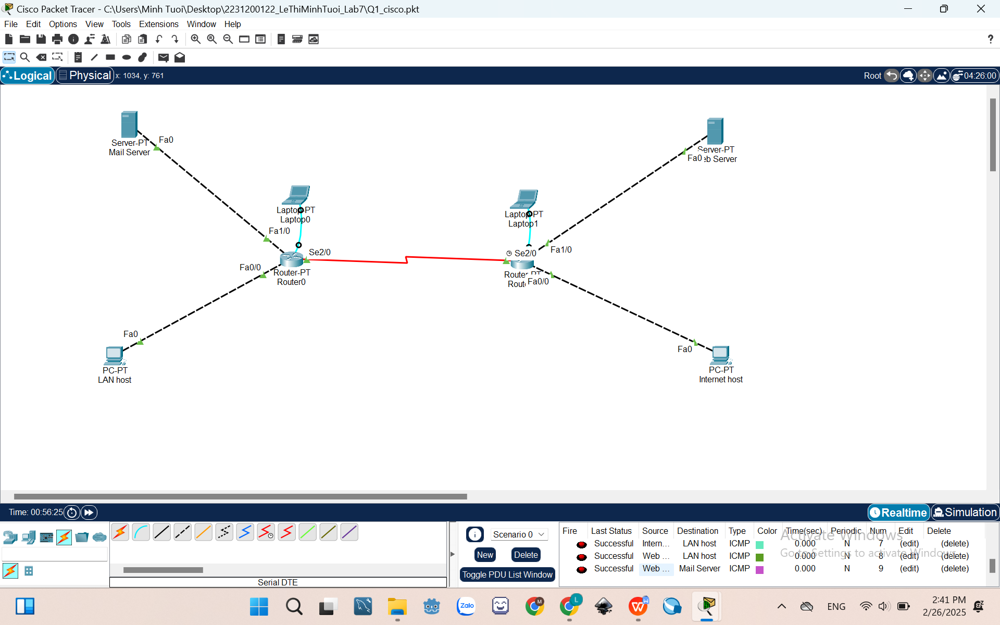 Cisco Packet Tracer - C:\Users\Minh Tuoi\Desktop\2231200122_LeThiMinhTuoi_Lab7\Q1_cisco.pkt
File Edit Options View Tools Extensions Window Help
Logical Physical x: 1034, y: 761 Root 04:26:00
Server-PT
Mail Server
Fa0
Server-PT
Fa0 eb Server
Laptop-PT
Laptop0
Laptop-PT
Laptop1
Fa1/0
Se2/0
Se2/0
Fa1/0
Fa0/0
Router-PT
Router0
Router-PT
Fa0/0
Fa0
PC-PT
LAN host
Fa0
PC-PT
Internet host
Time: 00:56:25 Realtime Simulation
Scenario 0
New Delete
Toggle PDU List Window
Serial DTE
Fire Last Status Source Destination Type Color Time(sec) Periodic Num Edit Delete
Successful Intern... LAN host ICMP 0.000 N 7 (edit) (delete)
Successful Web ... LAN host ICMP 0.000 N 8 (edit) (delete)
Successful Web ... Mail Server ICMP 0.000 N 9 (edit) (delete)
Activate Windows
Go to Settings to activate Windows.
Zalo
M
L
W
ENG
2:41 PM
2/26/2025